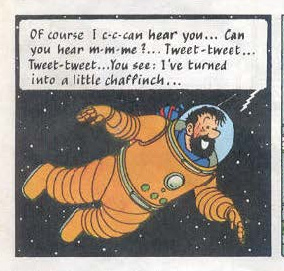 Of course I c-c-can hear you... Can
you hear m-m-me?... Tweet-tweet...
Tweet-tweet...You see: I've turned
into a little chaffinch...